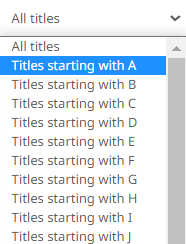 All titles
All titles
Titles starting with A
Titles starting with B
Titles starting with C
Titles starting with D
Titles starting with E
Titles starting with F
Titles starting with G
Titles starting with H
Titles starting with I
Titles starting with J